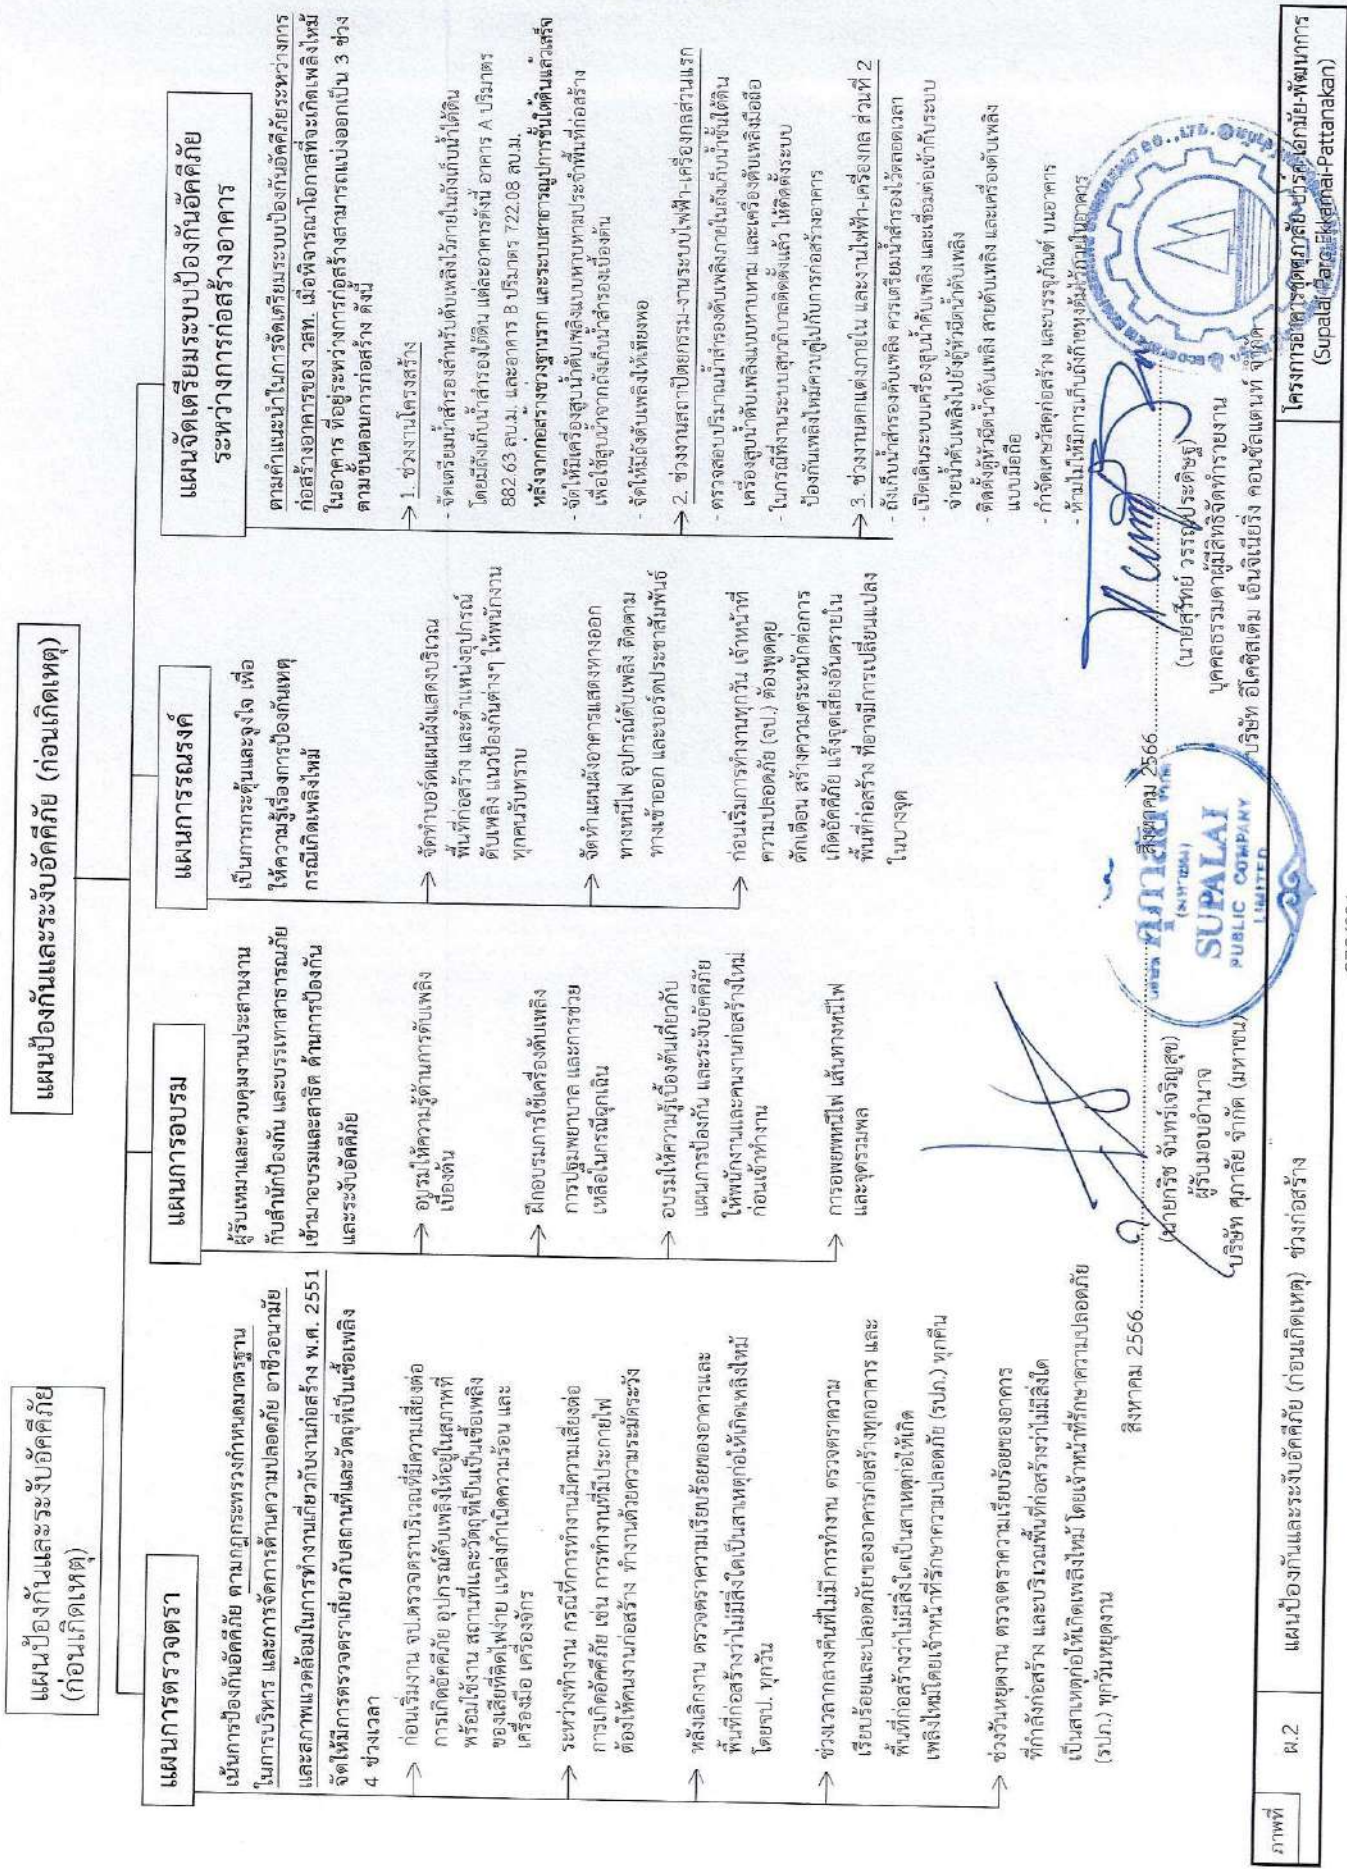 แผนป้องกันและระงับอัคคีภัย
(ก่อนเกิดเหตุ)
แผนป้องกันและระงับอัคคีภัย (ก่อนเกิดเหตุ)
แผนการตรวจตรา
เน้นการป้องกันอัคคีภัย ตามกฎกระทรวงกำหนดมาตรฐาน
ในการบริหาร และการจัดการด้านความปลอดภัย อาชีวอนามัย
และสภาพแวดล้อมในการทำงานเกี่ยวกับงานก่อสร้าง พ.ศ. 2551
จัดให้มีการตรวจตราเกี่ยวกับสถานที่และวัตถุที่เป็นเชื้อเพลิง
4 ช่วงเวลา
ก่อนเริ่มงาน จป.ตรวจตราบริเวณที่มีความเสี่ยงต่อ
การเกิดอัคคีภัย อุปกรณ์ดับเพลิงให้อยู่ในสภาพที่
พร้อมใช้งาน สถานที่และวัตถุที่เป็นเป็นเชื้อเพลิง
ของเสียที่ติดไฟง่าย แหล่งกำเนิดความร้อน และ
เครื่องมือ เครื่องจักร
ระหว่างทำงาน กรณีที่การทำงานมีความเสี่ยงต่อ
การเกิดอัคคีภัย เช่น การทำงานที่มีประกายไฟ
ต้องให้คนงานก่อสร้าง ทำงานด้วยความระมัดระวัง
หลังเลิกงาน ตรวจตราความเรียบร้อยของอาคารและ
พื้นที่ก่อสร้างว่าไม่มีสิ่งใดเป็นสาเหตุก่อให้เกิดเพลิงไหม้
โดยจป. ทุกวัน
ช่วงเวลากลางคืนที่ไม่มีการทำงาน ตรวจตราความ
เรียบร้อยและปลอดภัยของอาคารก่อสร้างทุกอาคาร และ
พื้นที่ก่อสร้างว่าไม่มีสิ่งใดเป็นสาเหตุก่อให้เกิด
เพลิงไหม้โดยเจ้าหน้าที่รักษาความปลอดภัย (รปภ.) ทุกคืน
ช่วงวันหยุดงาน ตรวจตราความเรียบร้อยของอาคาร
ที่กำลังก่อสร้าง และบริเวณพื้นที่ก่อสร้างว่าไม่มีสิ่งใด
เป็นสาเหตุก่อให้เกิดเพลิงไหม้ โดยเจ้าหน้าที่รักษาความปลอดภัย
(รปภ.) ทุกวันหยุดงาน
แผนการอบรม
ผู้รับเหมาและควบคุมงานประสานงาน
กับสำนักป้องกัน และบรรเทาสาธารณภัย
เข้ามาอบรมและสาธิต ด้านการป้องกัน
และระงับอัคคีภัย
อบรมให้ความรู้ด้านการดับเพลิง
เบื้องต้น
ฝึกอบรมการใช้เครื่องดับเพลิง
การปฐมพยาบาล และการช่วย
เหลือในกรณีฉุกเฉิน
อบรมให้ความรู้เบื้องต้นเกี่ยวกับ
แผนการป้องกัน และระงับอัคคีภัย
ให้พนักงานและคนงานก่อสร้างใหม่
ก่อนเข้าทำงาน
การอพยพหนีไฟ เส้นทางหนีไฟ
และจุดรวมพล
แผนการรณรงค์
เป็นการกระตุ้นและจูงใจ เพื่อ
ให้ความรู้เรื่องการป้องกันเหตุ
กรณีเกิดเพลิงไหม้
จัดทำบอร์ดแผนผังแสดงบริเวณ
พื้นที่ก่อสร้าง และตำแหน่งอุปกรณ์
ดับเพลิง แนวป้องกันต่างๆ ให้พนักงาน
ทุกคนรับทราบ
จัดทำแผนผังอาคารแสดงทางออก
ทางหนีไฟ อุปกรณ์ดับเพลิง ติดตาม
ทางเข้าออก และบอร์ดประชาสัมพันธ์
ก่อนเริ่มการทำงานทุกวัน เจ้าหน้าที่
ความปลอดภัย (จป.) ต้องพูดคุย
ตักเตือน สร้างความตระหนักต่อการ
เกิดอัคคีภัย แจ้งจุดเสี่ยงอันตรายใน
พื้นที่ก่อสร้าง ที่อาจมีการเปลี่ยนแปลง
ในบางจุด
แผนจัดเตรียมระบบป้องกันอัคคีภัย
ระหว่างการก่อสร้างอาคาร
ตามคำแนะนำในการจัดเตรียมระบบป้องกันอัคคีภัยระหว่างการ
ก่อสร้างอาคารของ วสท. เมื่อพิจารณาโอกาสที่จะเกิดเพลิงไหม้
ในอาคาร ที่อยู่ระหว่างการก่อสร้างสามารถแบ่งออกเป็น 3 ช่วง
ตามขั้นตอนการก่อสร้าง ดังนี้
1. ช่วงงานโครงสร้าง
- จัดเตรียมน้ำสำรองสำหรับดับเพลิงไว้ภายในถังเก็บน้ำใต้ดิน
โดยมีถังเก็บน้ำสำรองใต้ดิน แต่ละอาคารดังนี้ อาคาร A ปริมาตร
882.63 ลบ.ม. และอาคาร B ปริมาตร 722.08 ลบ.ม.
หลังจากก่อสร้างช่วงฐานราก และระบบสาธารณูปการชั้นใต้ดินแล้วเสร็จ
- จัดให้มีเครื่องสูบน้ำดับเพลิงแบบหาบหามประจำพื้นที่ก่อสร้าง
เพื่อใช้สูบน้ำจากถังเก็บน้ำสำรองเบื้องต้น
- จัดให้มีถังดับเพลิงให้เพียงพอ
2. ช่วงงานสถาปัตยกรรม-งานระบบไฟฟ้า-เครื่องกลส่วนแรก
- ตรวจสอบปริมาณน้ำสำรองดับเพลิงภายในถังเก็บน้ำชั้นใต้ดิน
เครื่องสูบน้ำดับเพลิงแบบหาบหาม และเครื่องดับเพลิงมือถือ
- ในกรณีที่งานระบบสุขาภิบาลติดตั้งแล้ว ให้ติดตั้งระบบ
ป้องกันเพลิงไหม้ควบคู่ไปกับการก่อสร้างอาคาร
3. ช่วงงานตกแต่งภายใน และงานไฟฟ้า-เครื่องกล ส่วนที่ 2
- ถังเก็บน้ำสำรองดับเพลิง ควรเตรียมน้ำสำรองไว้ตลอดเวลา
- เปิดเดินระบบเครื่องสูบน้ำดับเพลิง และเชื่อมต่อเข้ากับระบบ
จ่ายน้ำดับเพลิงไปยังตู้หัวฉีดน้ำดับเพลิง
- ติดตั้งตู้หัวฉีดน้ำดับเพลิง สายดับเพลิง และเครื่องดับเพลิง
แบบมือถือ
- กำจัดเศษวัสดุก่อสร้าง และบรรจุภัณฑ์ บนอาคาร
- ห้ามไม่ให้มีการเก็บถังก๊าซหุงต้มไว้ภายในอาคาร
สิงหาคม 2566
(นายกริช จันทร์เจริญสุข)
ผู้รับมอบอำนาจ
บริษัท ศุภาลัย จำกัด (มหาชน)
บริษัท ศุภาลัย จำกัด
(มหาชน)
SUPALAI
PUBLIC COMPANY
LIMITED
สิงหาคม 2566
(นายสุรีทย์ วรรณประดิษฐ์)
บุคคลธรรมดาผู้มีสิทธิจัดทำรายงาน
บริษัท อีโคซิสเต็ม เอ็นจิเนียริ่ง คอนซัลแตนท์ จำกัด
ภาพที่
ผ.2
แผนป้องกันและระงับอัคคีภัย (ก่อนเกิดเหตุ) ช่วงก่อสร้าง
โครงการอาคารชุดศุภาลัย ปาร์ค เอกมัย-พัฒนาการ
(Supalai Parc Ekkamai-Pattanakan)